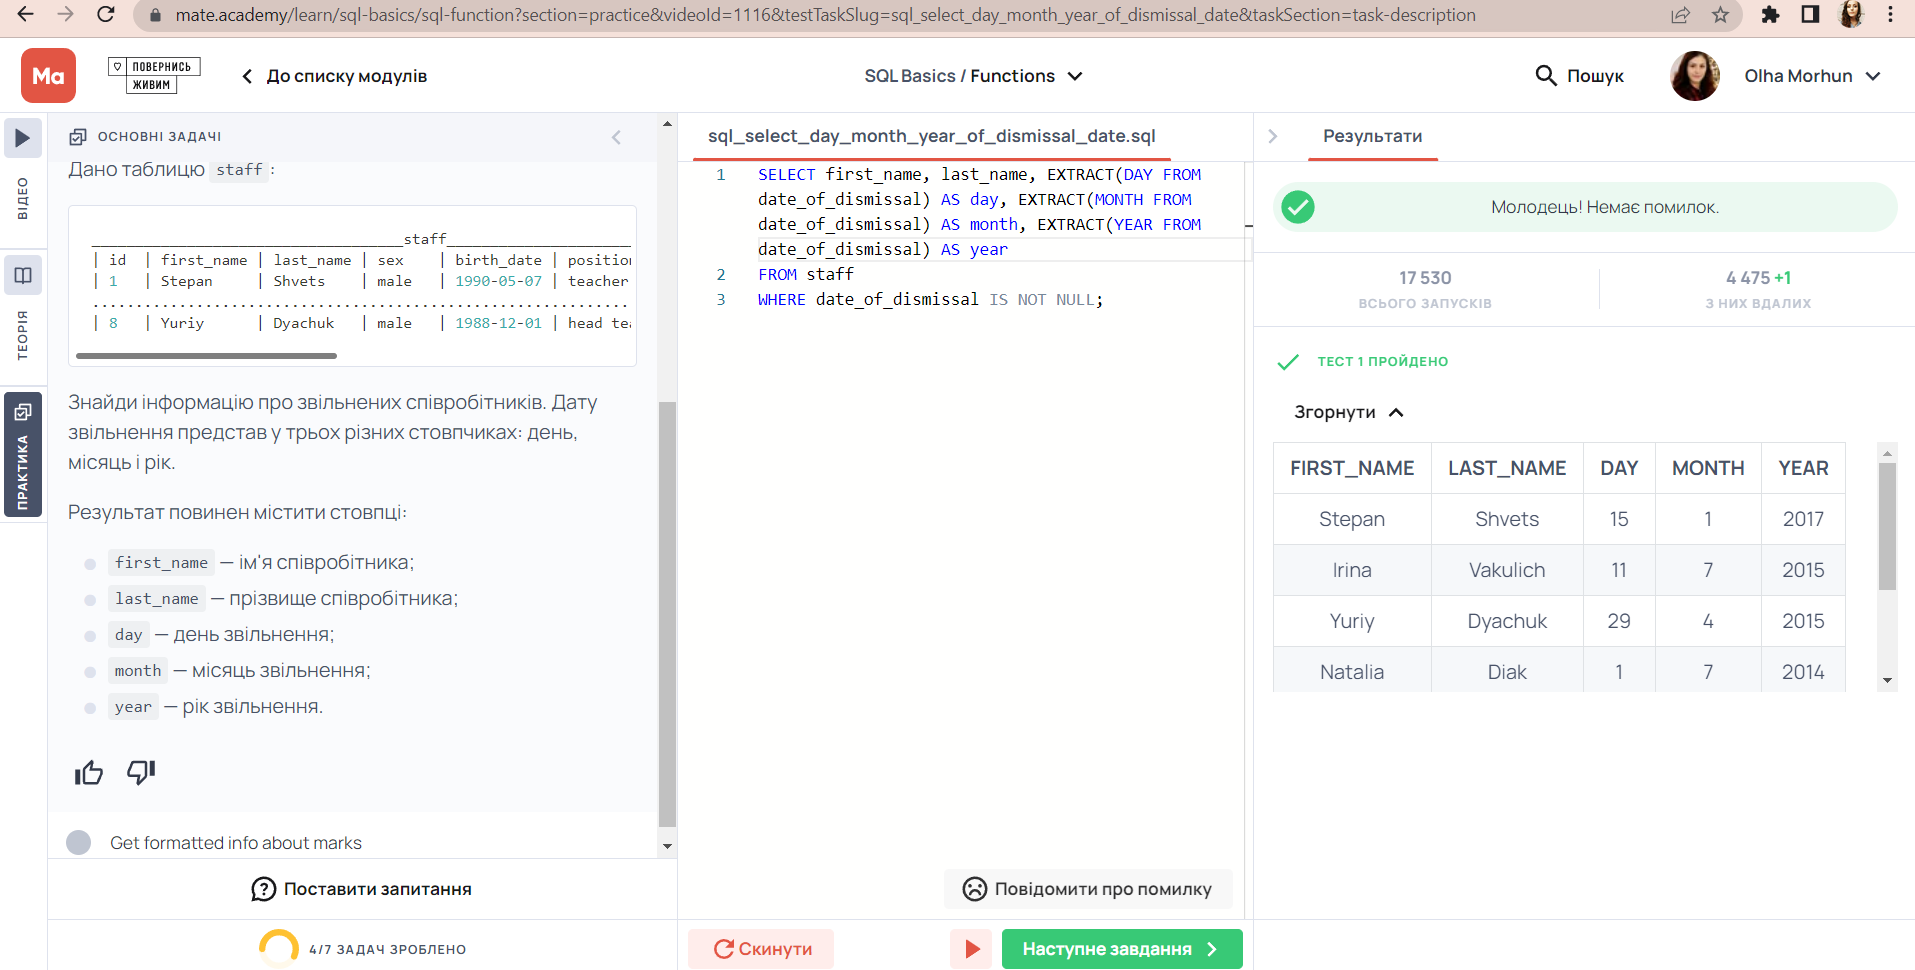 mate.academy/learn/sql-basics/sql-function?section=practice&videoId=1116&testTaskSlug=sql_select_day_month_year_of_dismissal_date&taskSection=task-description
Ma
ПОВЕРНИСЬ
ЖИВИМ
До списку модулів
SQL Basics / Functions
Пошук
Olha Morhun
ВІДЕО
ТЕОРІЯ
ПРАКТИКА
ОСНОВНІ ЗАДАЧІ
Дано таблицю staff :
___________________________________staff_____________________
| id | first_name | last_name | sex | birth_date | position
| 1 | Stepan | Shvets | male | 1990-05-07 | teacher
..............................................................
| 8 | Yuriy | Dyachuk | male | 1988-12-01 | head tea
Знайди інформацію про звільнених співробітників. Дату
звільнення представ у трьох різних стовпчиках: день,
місяць і рік.
Результат повинен містити стовпці:
first_name — ім'я співробітника;
last_name — прізвище співробітника;
day — день звільнення;
month — місяць звільнення;
year — рік звільнення.
Get formatted info about marks
Поставити запитання
4/7 ЗАДАЧ ЗРОБЛЕНО
sql_select_day_month_year_of_dismissal_date.sql
1 SELECT first_name, last_name, EXTRACT(DAY FROM
date_of_dismissal) AS day, EXTRACT(MONTH FROM
date_of_dismissal) AS month, EXTRACT(YEAR FROM
date_of_dismissal) AS year
2 FROM staff
3 WHERE date_of_dismissal IS NOT NULL;
Повідомити про помилку
Скинути
Наступне завдання
Результати
Молодець! Немає помилок.
17 530 4 475 +1
ВСЬОГО ЗАПУСКІВ З НИХ ВДАЛИХ
ТЕСТ 1 ПРОЙДЕНО
Згорнути
FIRST_NAME LAST_NAME DAY MONTH YEAR
Stepan Shvets 15 1 2017
Irina Vakulich 11 7 2015
Yuriy Dyachuk 29 4 2015
Natalia Diak 1 7 2014